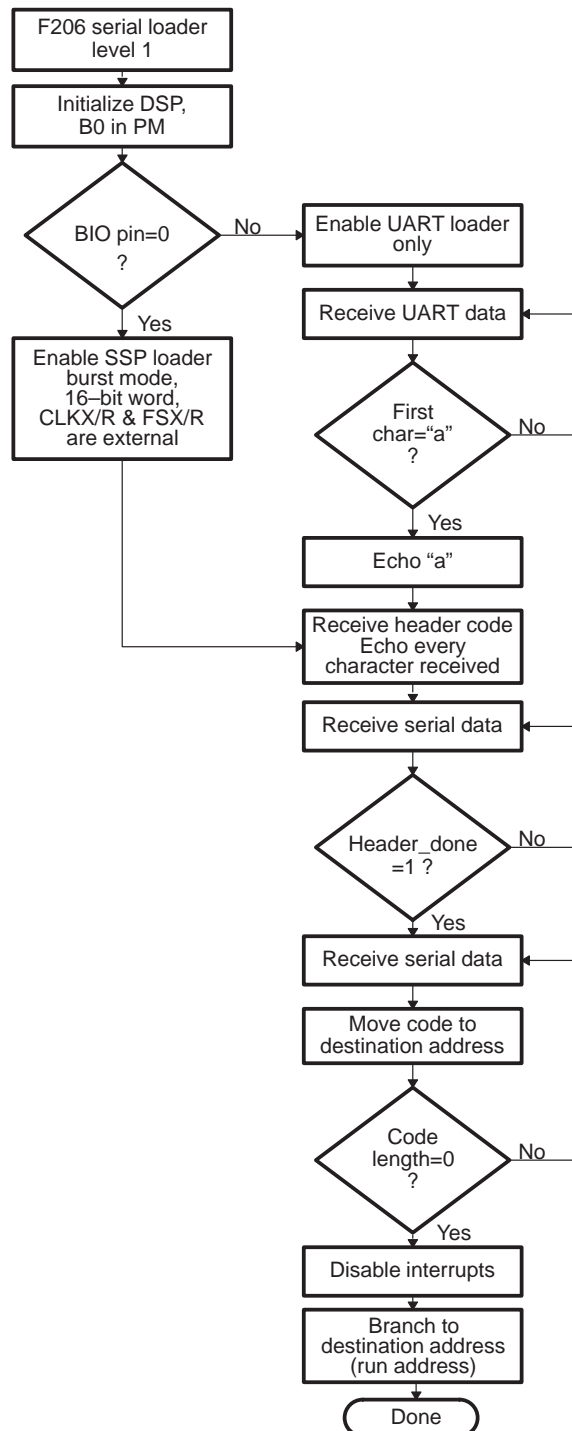 F206 serial loader
level 1
Initialize DSP,
B0 in PM
BIO pin=0
?
No
Yes
Enable SSP loader
burst mode,
16–bit word,
CLKX/R & FSX/R
are external
Enable UART loader
only
Receive UART data
First
char=“a”
?
No
Yes
Echo “a”
Receive header code
Echo every
character received
Receive serial data
Header_done
=1 ?
No
Yes
Receive serial data
Move code to
destination address
Code
length=0
?
No
Yes
Disable interrupts
Branch to
destination address
(run address)
Done